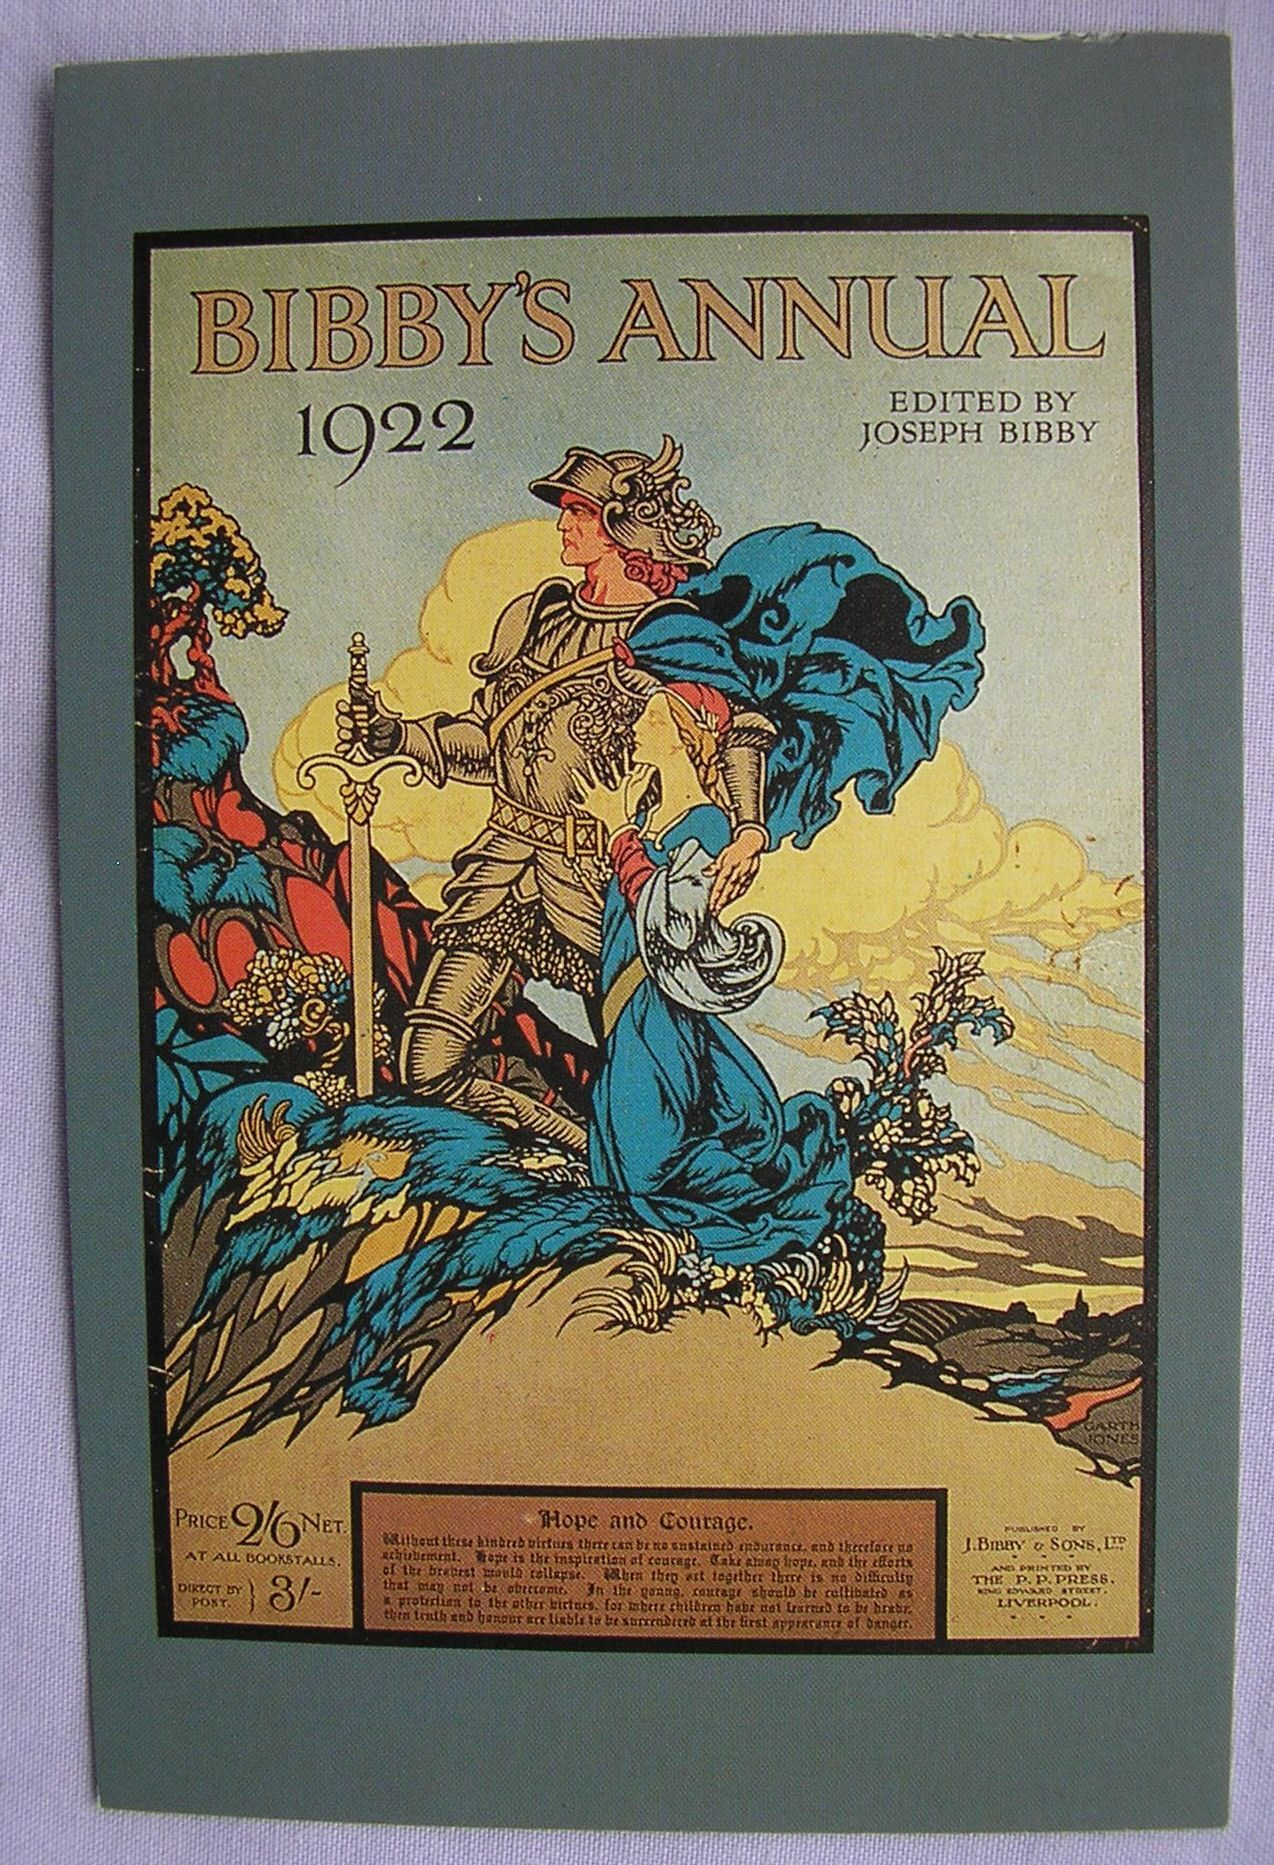 BIBBY'S ANNUAL
1922
EDITED BY
JOSEPH BIBBY
GARTH
JONES
PRICE 2/6 NET.
AT ALL BOOKSTALLS.
DIRECT BY
POST. } 3/-
Hope and Courage.
Without these kindred virtues there can be no sustained endurance, and therefore no
achievement. Hope is the inspiration of courage. Take away hope, and the efforts
of the bravest would collapse. When they act together there is no difficulty
that may not be overcome. In the young, courage should be cultivated as
a protection to the other virtues, for where children have not learned to be brave,
then truth and honour are liable to be surrendered at the first appearance of danger.
PUBLISHED BY
J. BIBBY & SONS, LTD
AND PRINTED BY
THE P. P. PRESS,
KING EDWARD STREET,
LIVERPOOL.